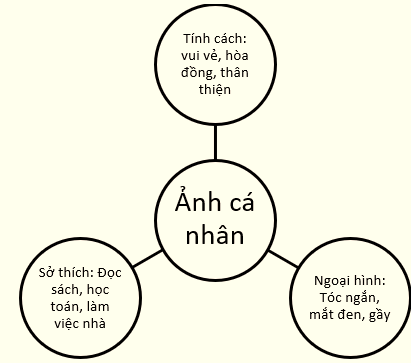 Tính cách:
vui vẻ, hòa
đồng, thân
thiện
Ảnh cá
nhân
Sở thích: Đọc
sách, học
toán, làm
việc nhà
Ngoại hình:
Tóc ngắn,
mắt đen, gầy